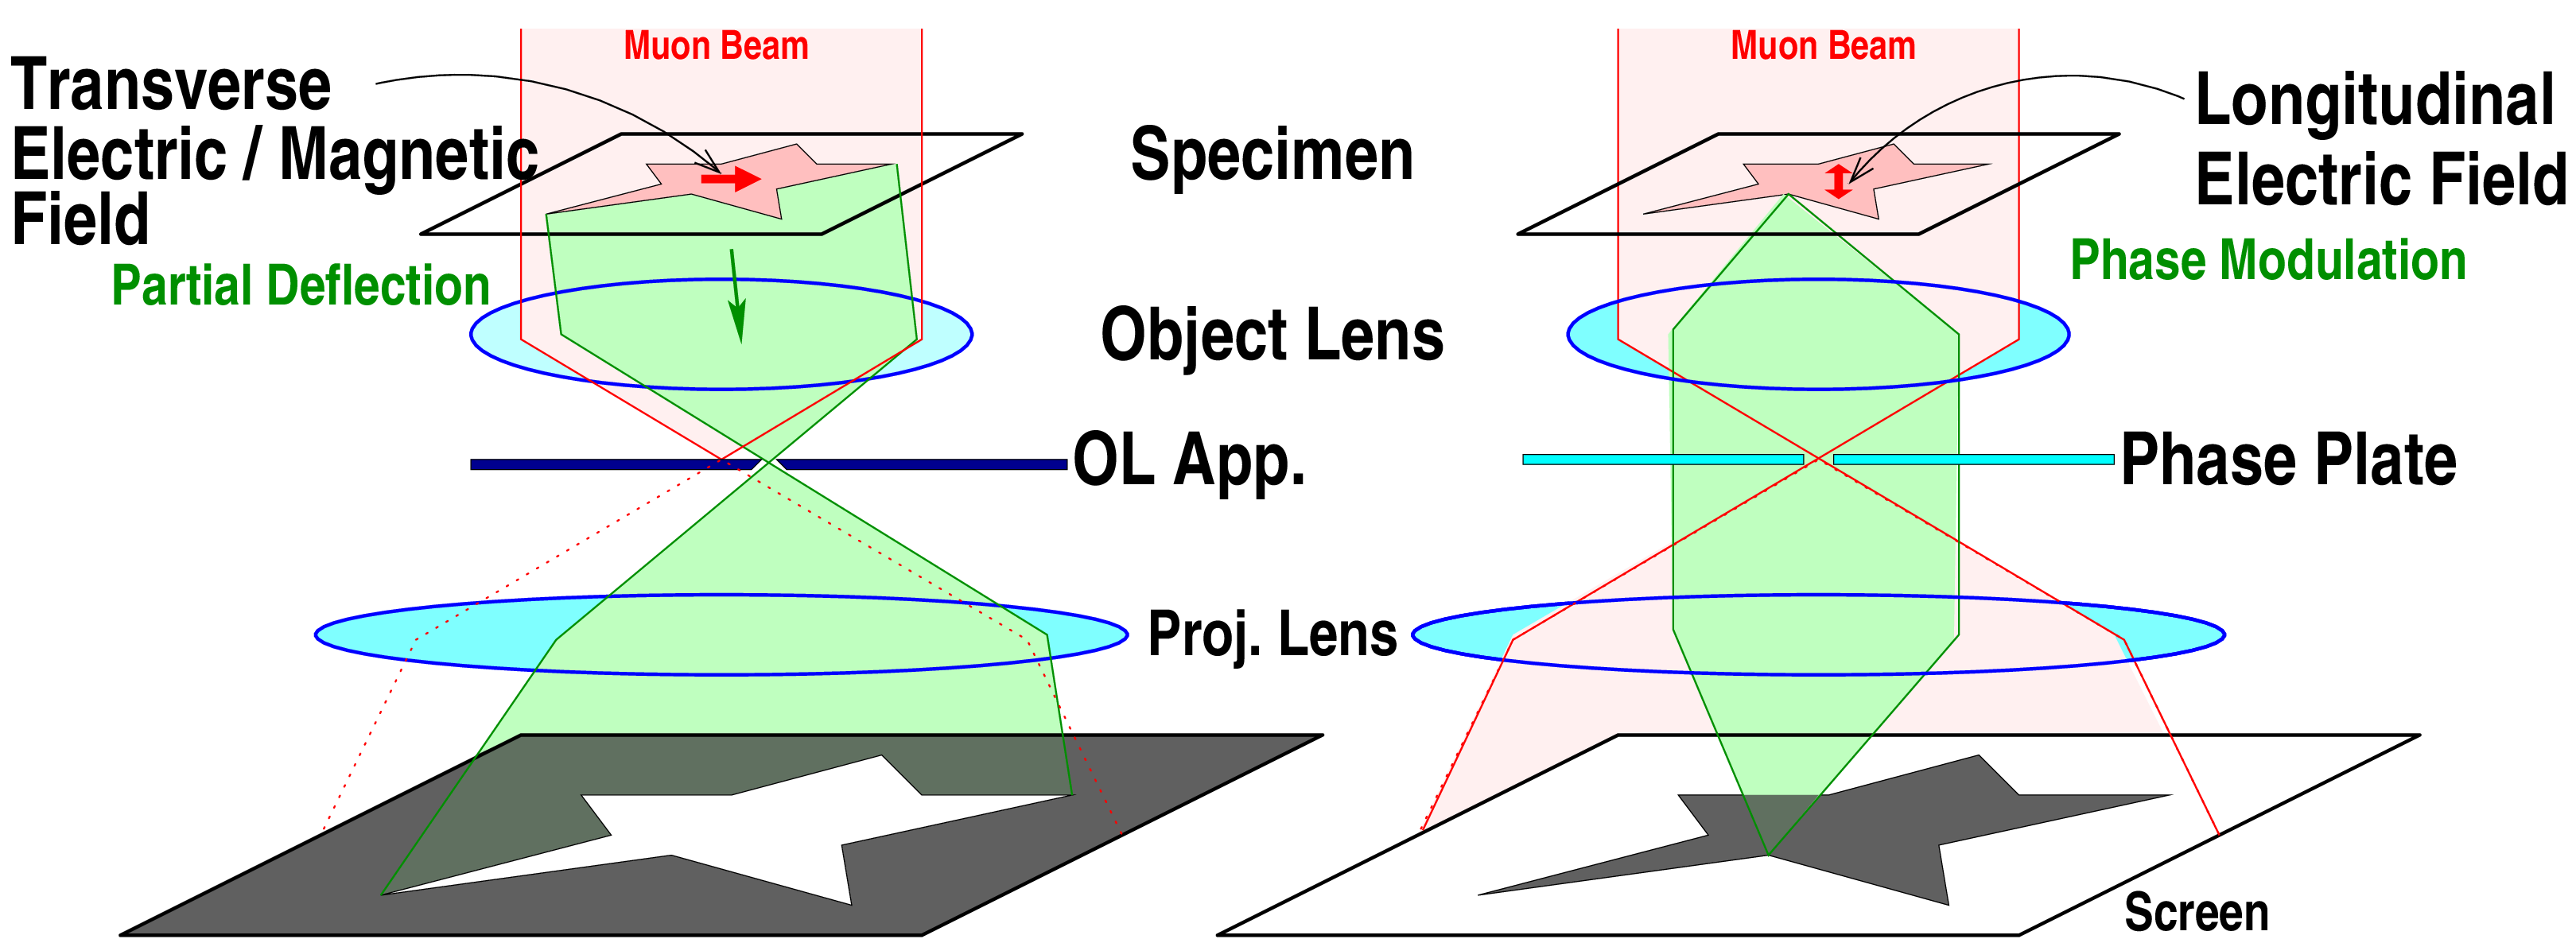 Muon Beam
Transverse
Electric / Magnetic
Field
Partial Deflection
Specimen
Object Lens
OL App.
Proj. Lens
Muon Beam
Longitudinal
Electric Field
Phase Modulation
Phase Plate
Screen